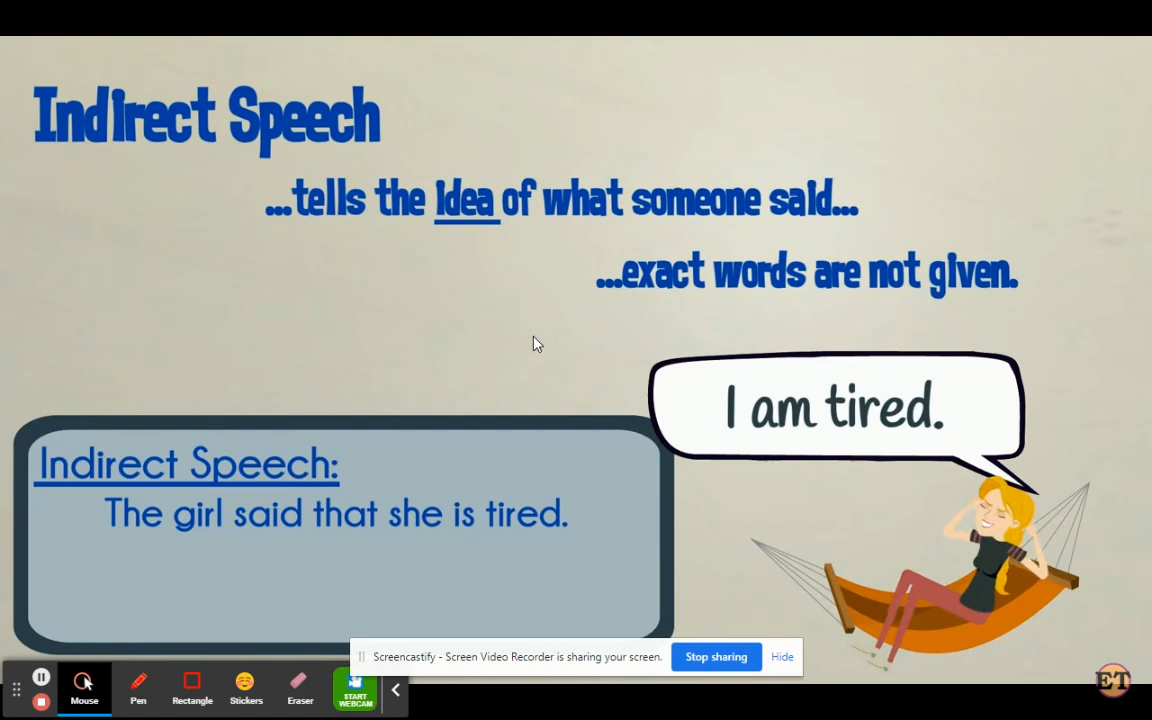 Indirect Speech
...tells the idea of what someone said...
...exact words are not given.
I am tired.
Indirect Speech:
The girl said that she is tired.
Screencastify - Screen Video Recorder is sharing your screen.
Stop sharing
Hide
Mouse
Pen
Rectangle
Stickers
Eraser
START
WEBCAM
ET